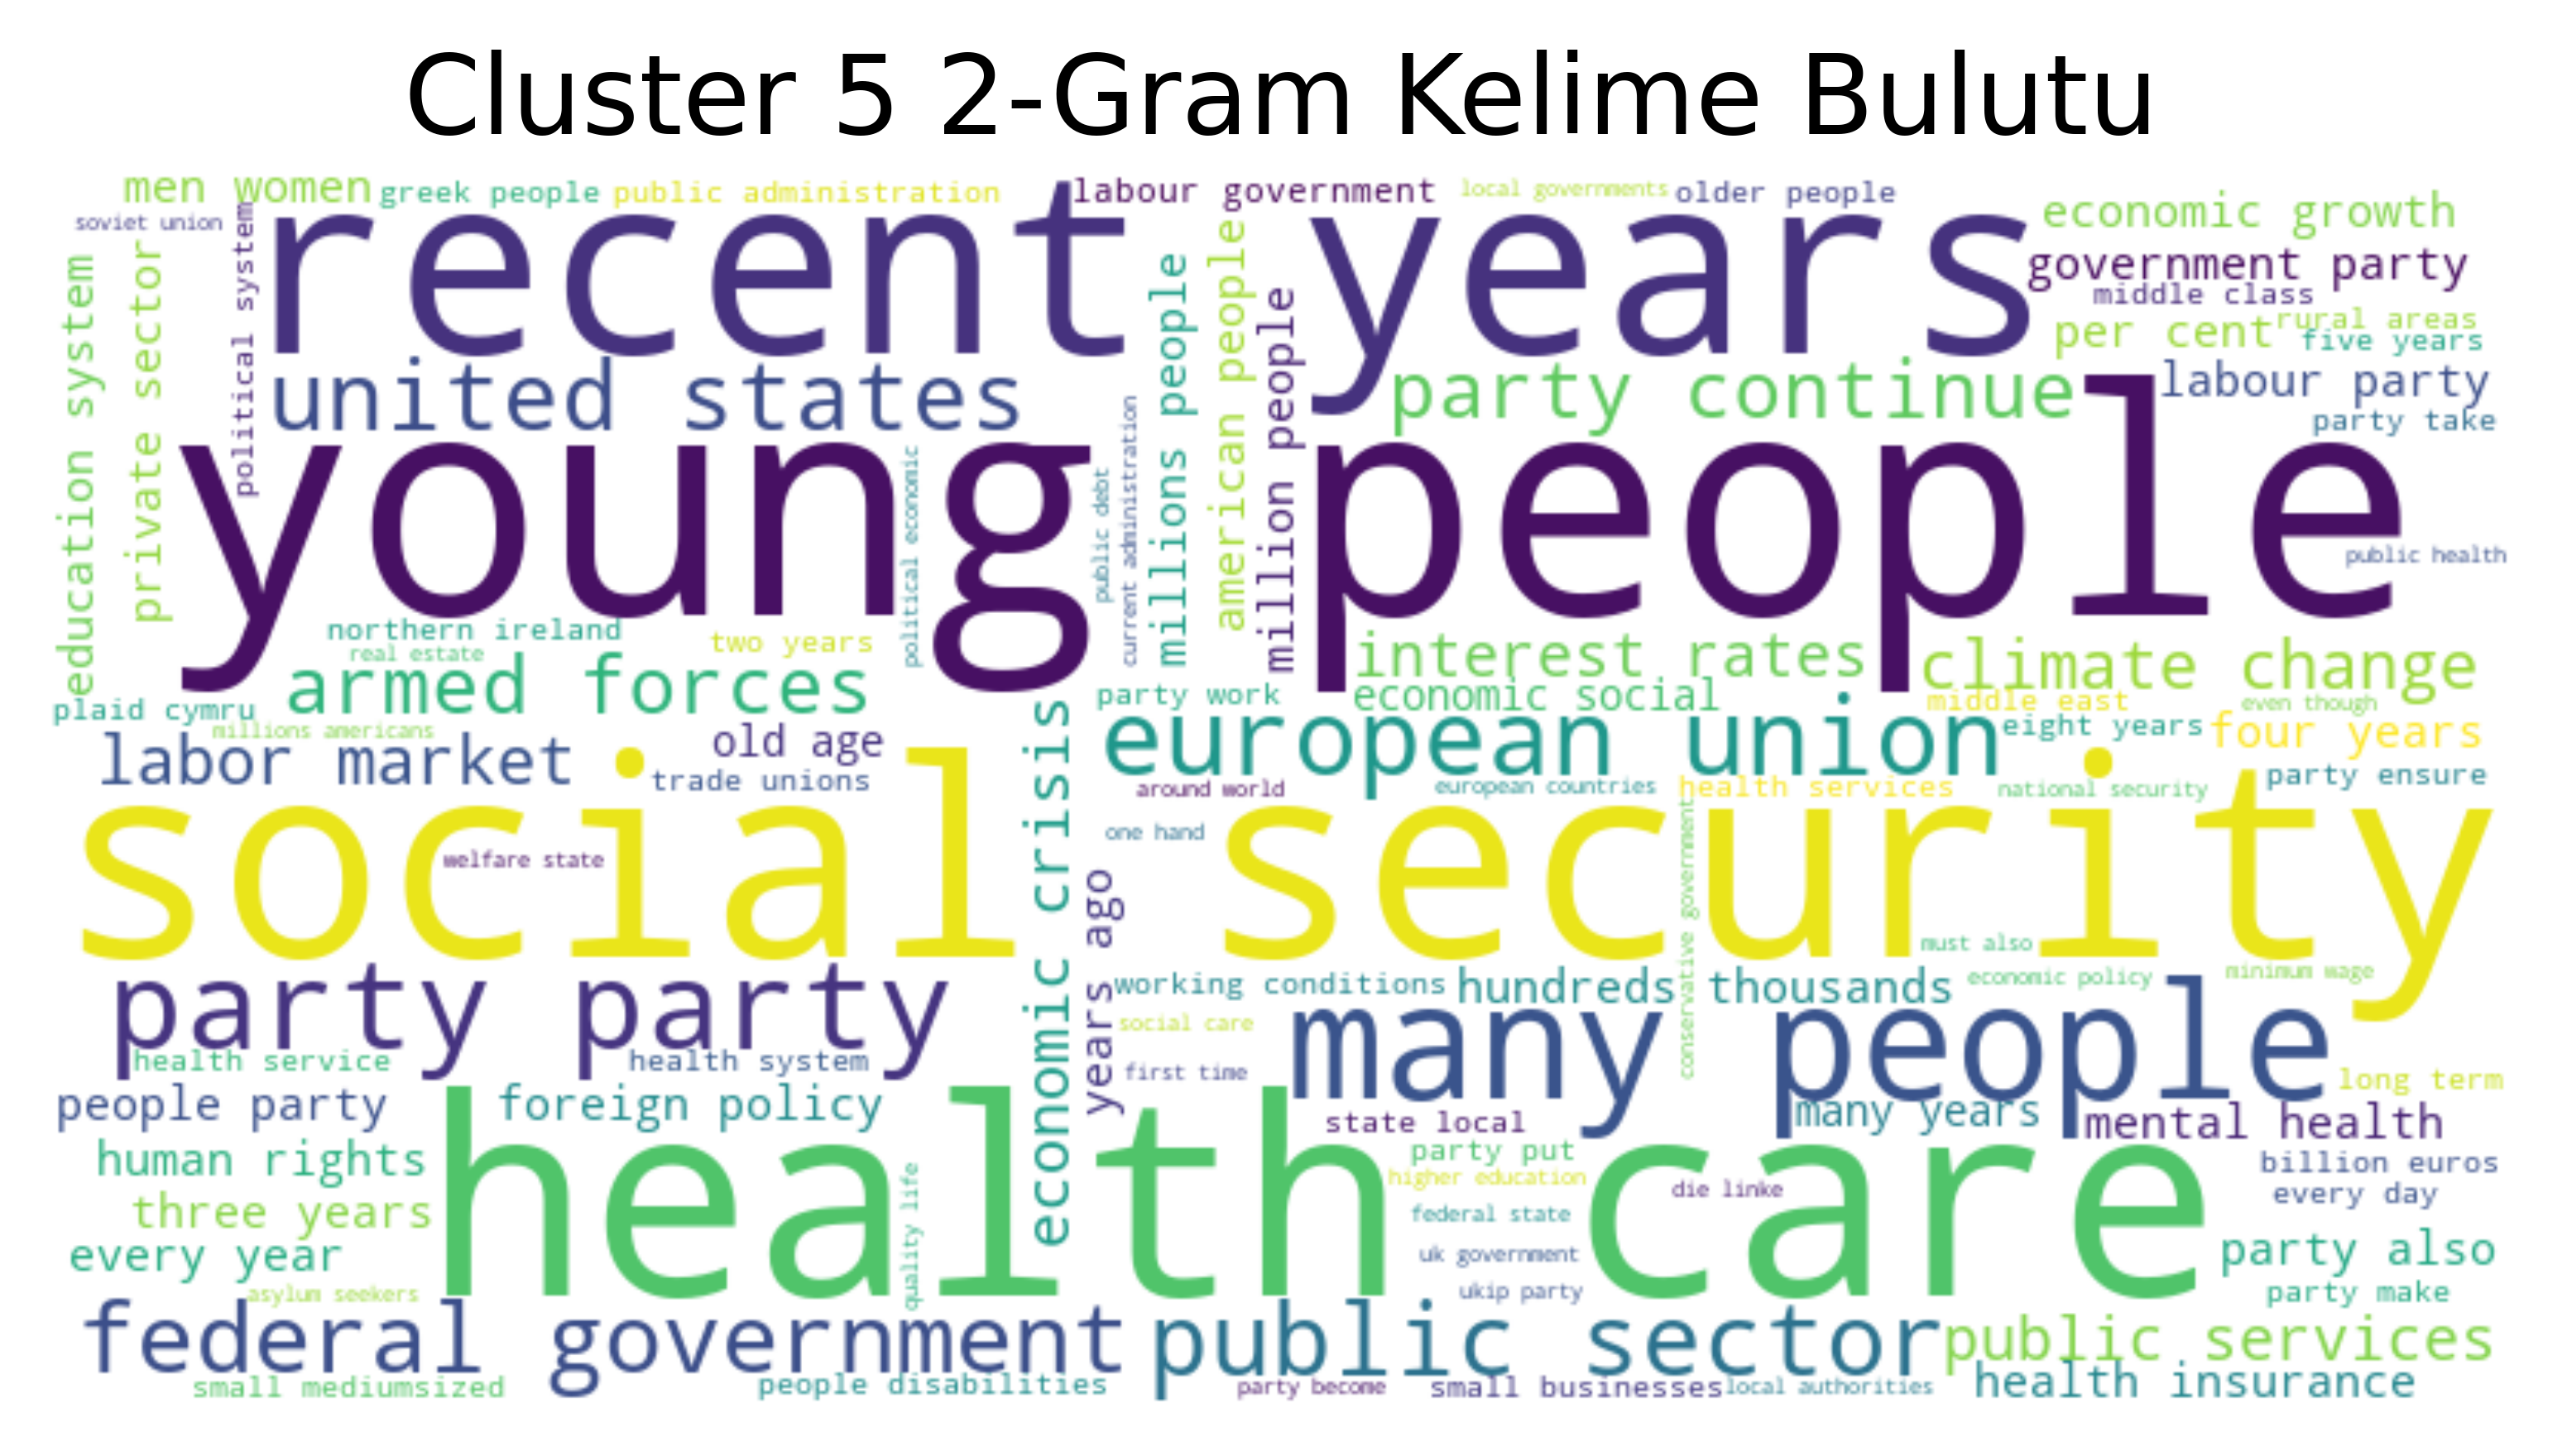 Cluster 5 2-Gram Kelime Bulutu
men women
greek people
public administration
labour government
local governments
older people
soviet union
recent years
economic growth
government party
middle class
rural areas
per cent
five years
education system
private sector
political system
united states
millions people
american people
million people
party continue
labour party
party take
young people
political economic
public debt
current administration
public health
northern ireland
two years
real estate
armed forces
interest rates
climate change
plaid cymru
party work
economic social
middle east
even though
millions americans
labor market
old age
trade unions
european union
eight years
four years
party ensure
around world
european countries
health services
national security
social security
welfare state
one hand
economic crisis
years ago
conservative government
must also
party party
working conditions
hundreds thousands
economic policy
minimum wage
social care
many people
health service
health system
first time
long term
people party
foreign policy
state local
many years
mental health
human rights
party put
billion euros
health care
higher education
die linke
every day
three years
federal state
every year
quality life
uk government
party also
asylum seekers
ukip party
party make
federal government
public sector
public services
small mediumsized
people disabilities
party become
small businesses
local authorities
health insurance